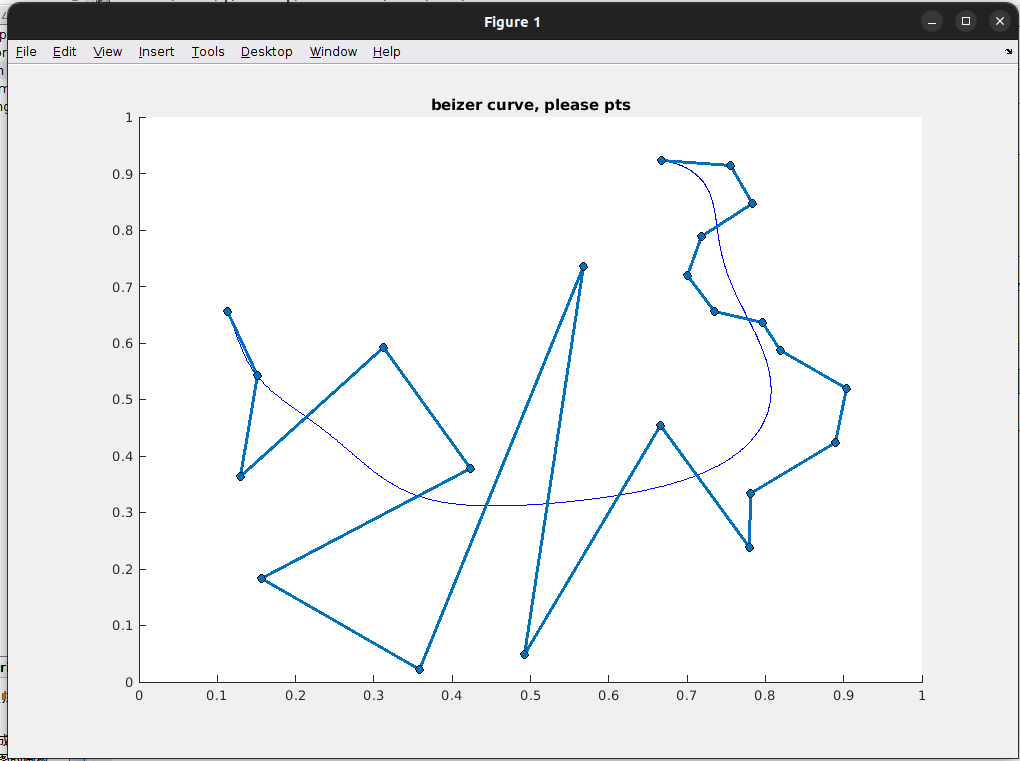 Figure 1
File Edit View Insert Tools Desktop Window Help
beizer curve, please pts
1
0.9
0.8
0.7
0.6
0.5
0.4
0.3
0.2
0.1
0
0 0.1 0.2 0.3 0.4 0.5 0.6 0.7 0.8 0.9 1